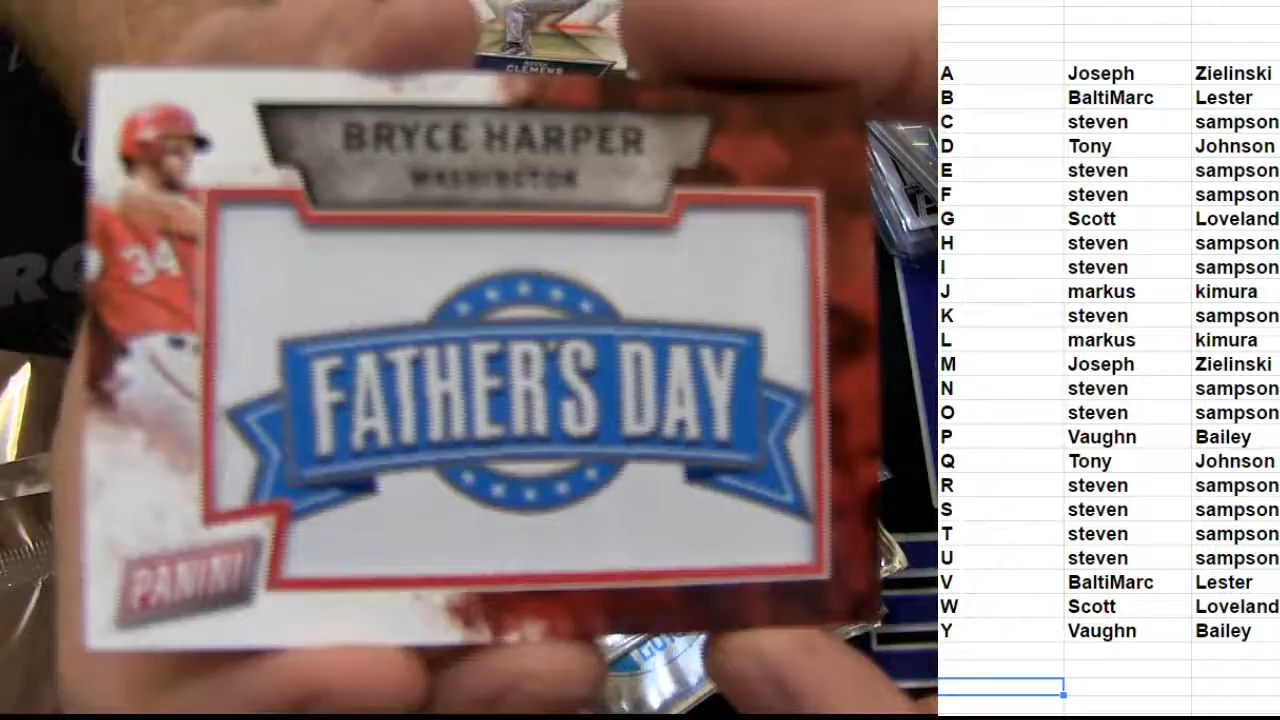 CLEMENS
BRYCE HARPER
WASHINGTON
34
FATHER'S DAY
PANINI
A Joseph Zielinski
B BaltiMarc Lester
C steven sampson
D Tony Johnson
E steven sampson
F steven sampson
G Scott Loveland
H steven sampson
I steven sampson
J markus kimura
K steven sampson
L markus kimura
M Joseph Zielinski
N steven sampson
O steven sampson
P Vaughn Bailey
Q Tony Johnson
R steven sampson
S steven sampson
T steven sampson
U steven sampson
V BaltiMarc Lester
W Scott Loveland
Y Vaughn Bailey